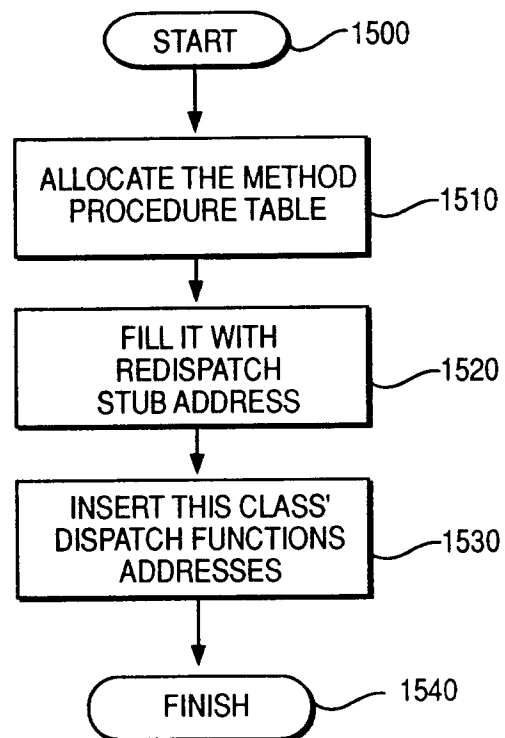 START
1500
ALLOCATE THE METHOD
PROCEDURE TABLE
1510
FILL IT WITH
REDISPATCH
STUB ADDRESS
1520
INSERT THIS CLASS'
DISPATCH FUNCTIONS
ADDRESSES
1530
FINISH
1540